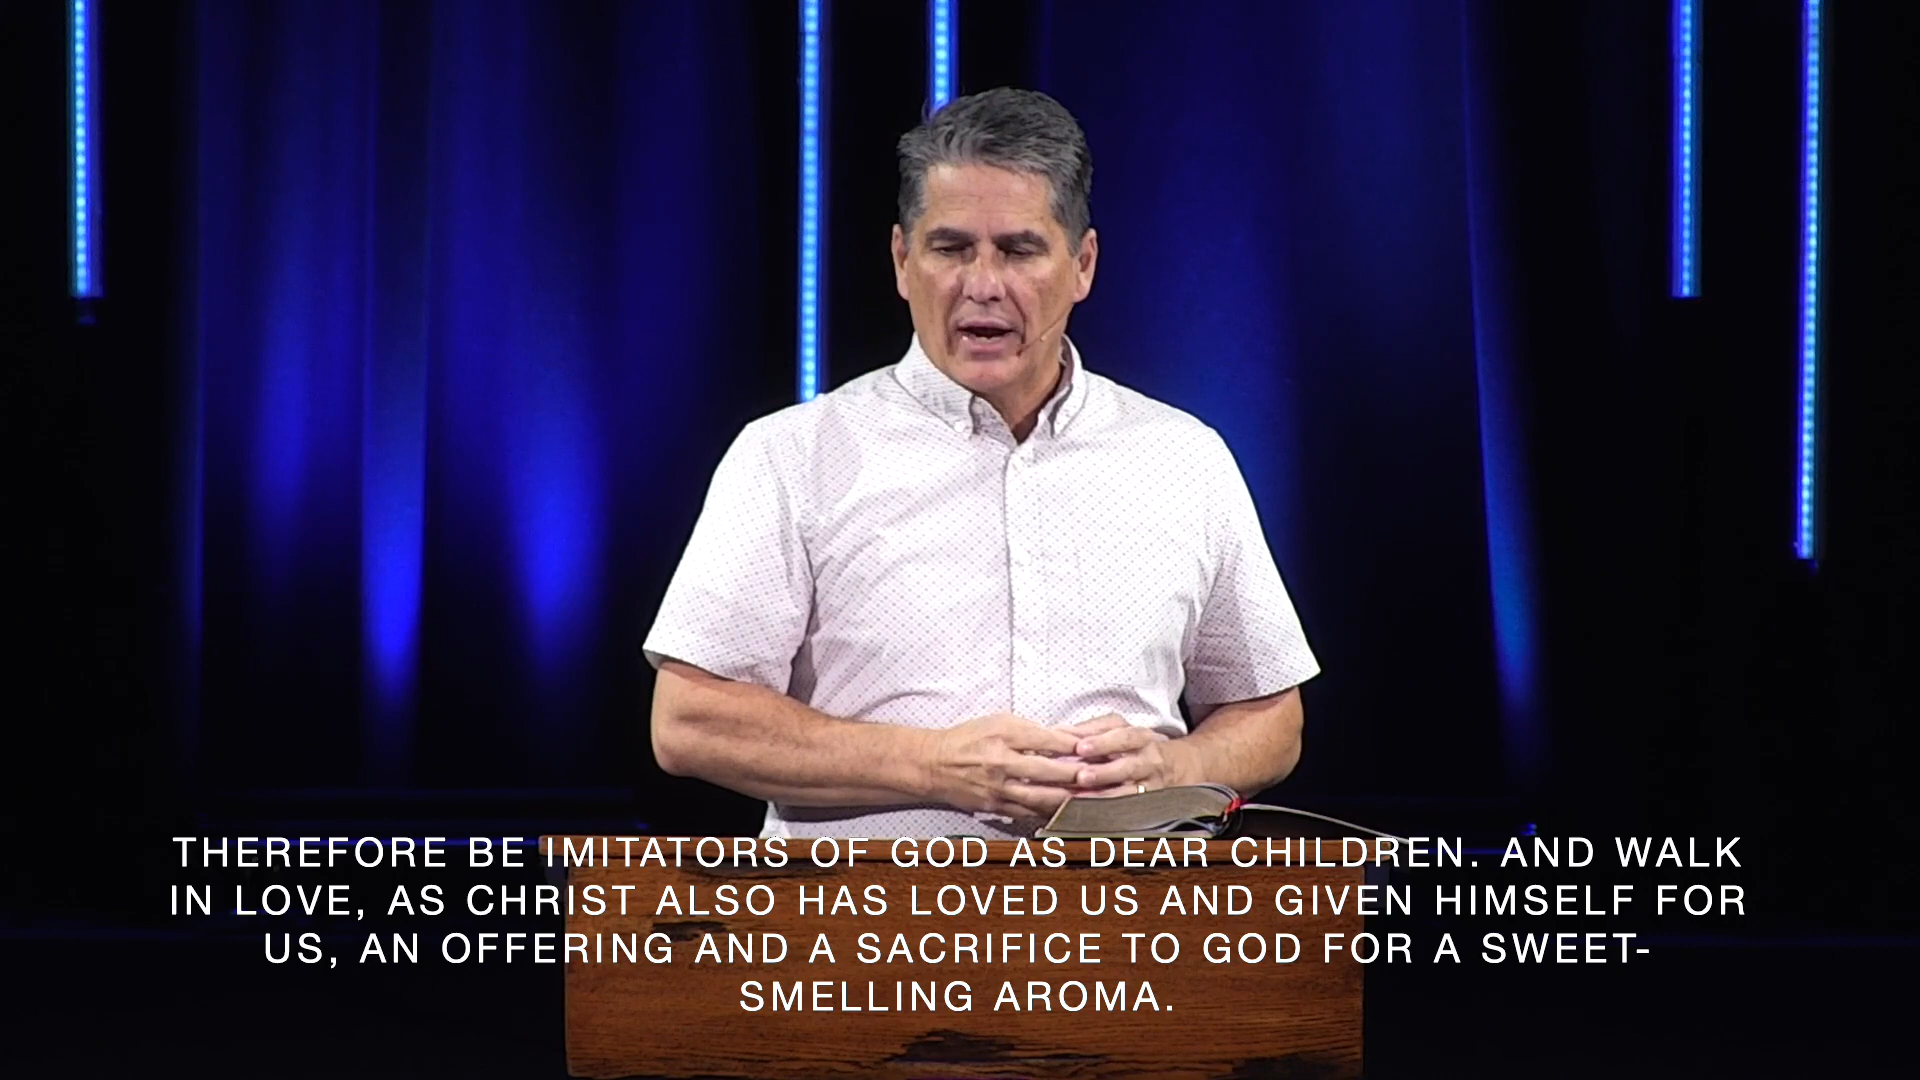 THEREFORE BE IMITATORS OF GOD AS DEAR CHILDREN. AND WALK
IN LOVE, AS CHRIST ALSO HAS LOVED US AND GIVEN HIMSELF FOR
US, AN OFFERING AND A SACRIFICE TO GOD FOR A SWEET-
SMELLING AROMA.